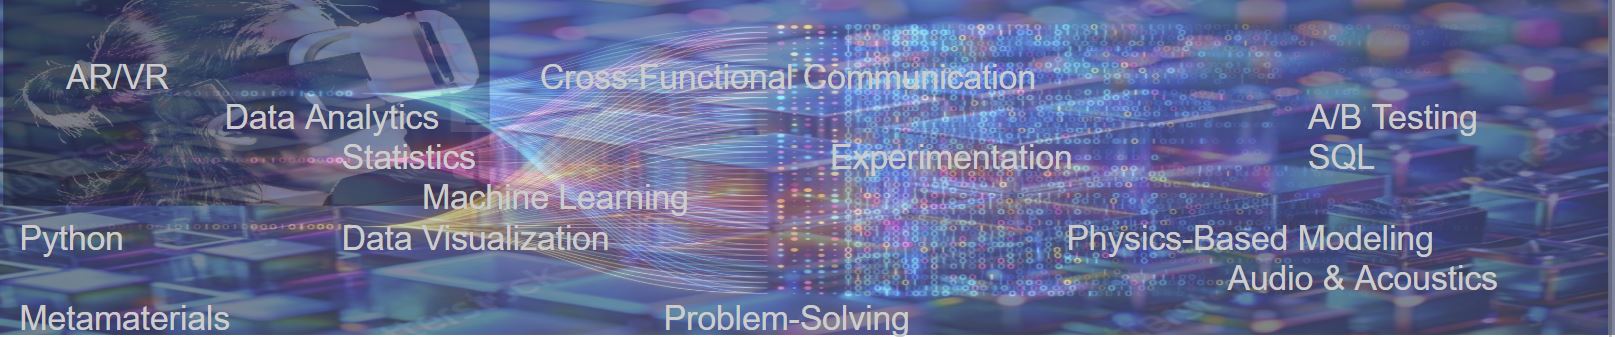 AR/VR
Cross-Functional Communication
Data Analytics
A/B Testing
Statistics
Experimentation
SQL
Machine Learning
Python
Data Visualization
Physics-Based Modeling
Audio & Acoustics
Metamaterials
Problem-Solving